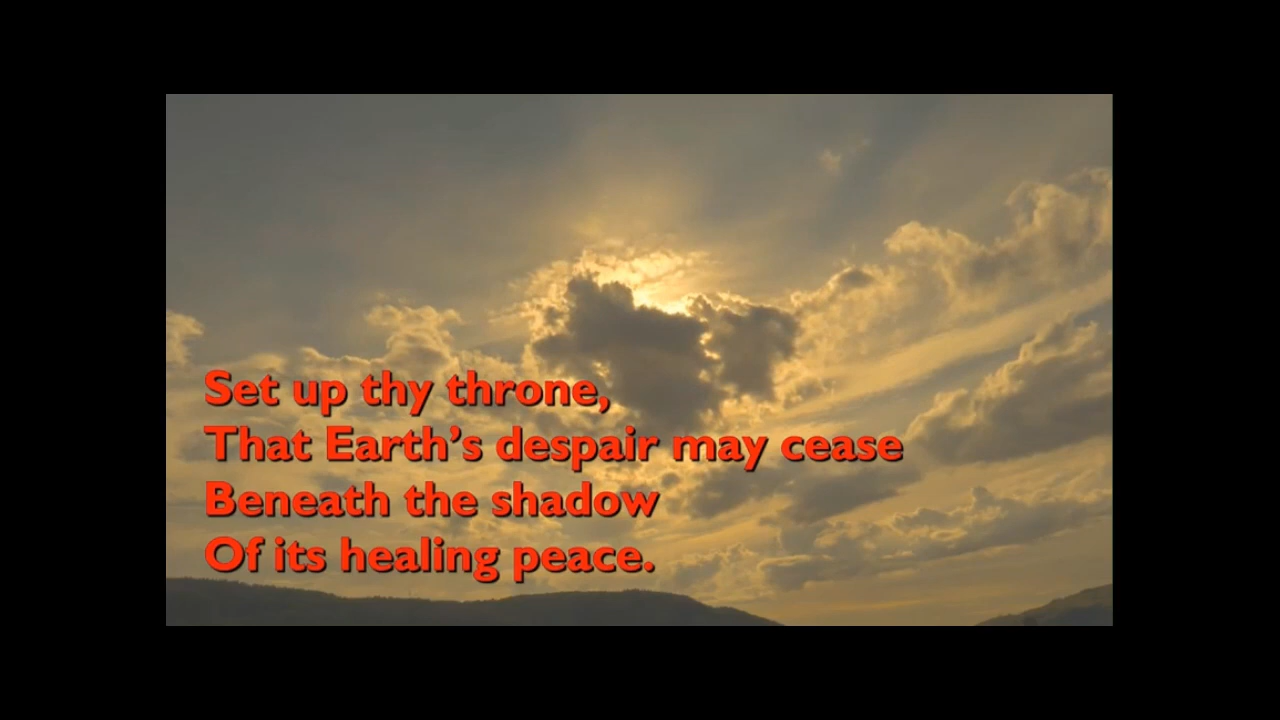 Set up thy throne,
That Earth’s despair may cease
Beneath the shadow
Of its healing peace.